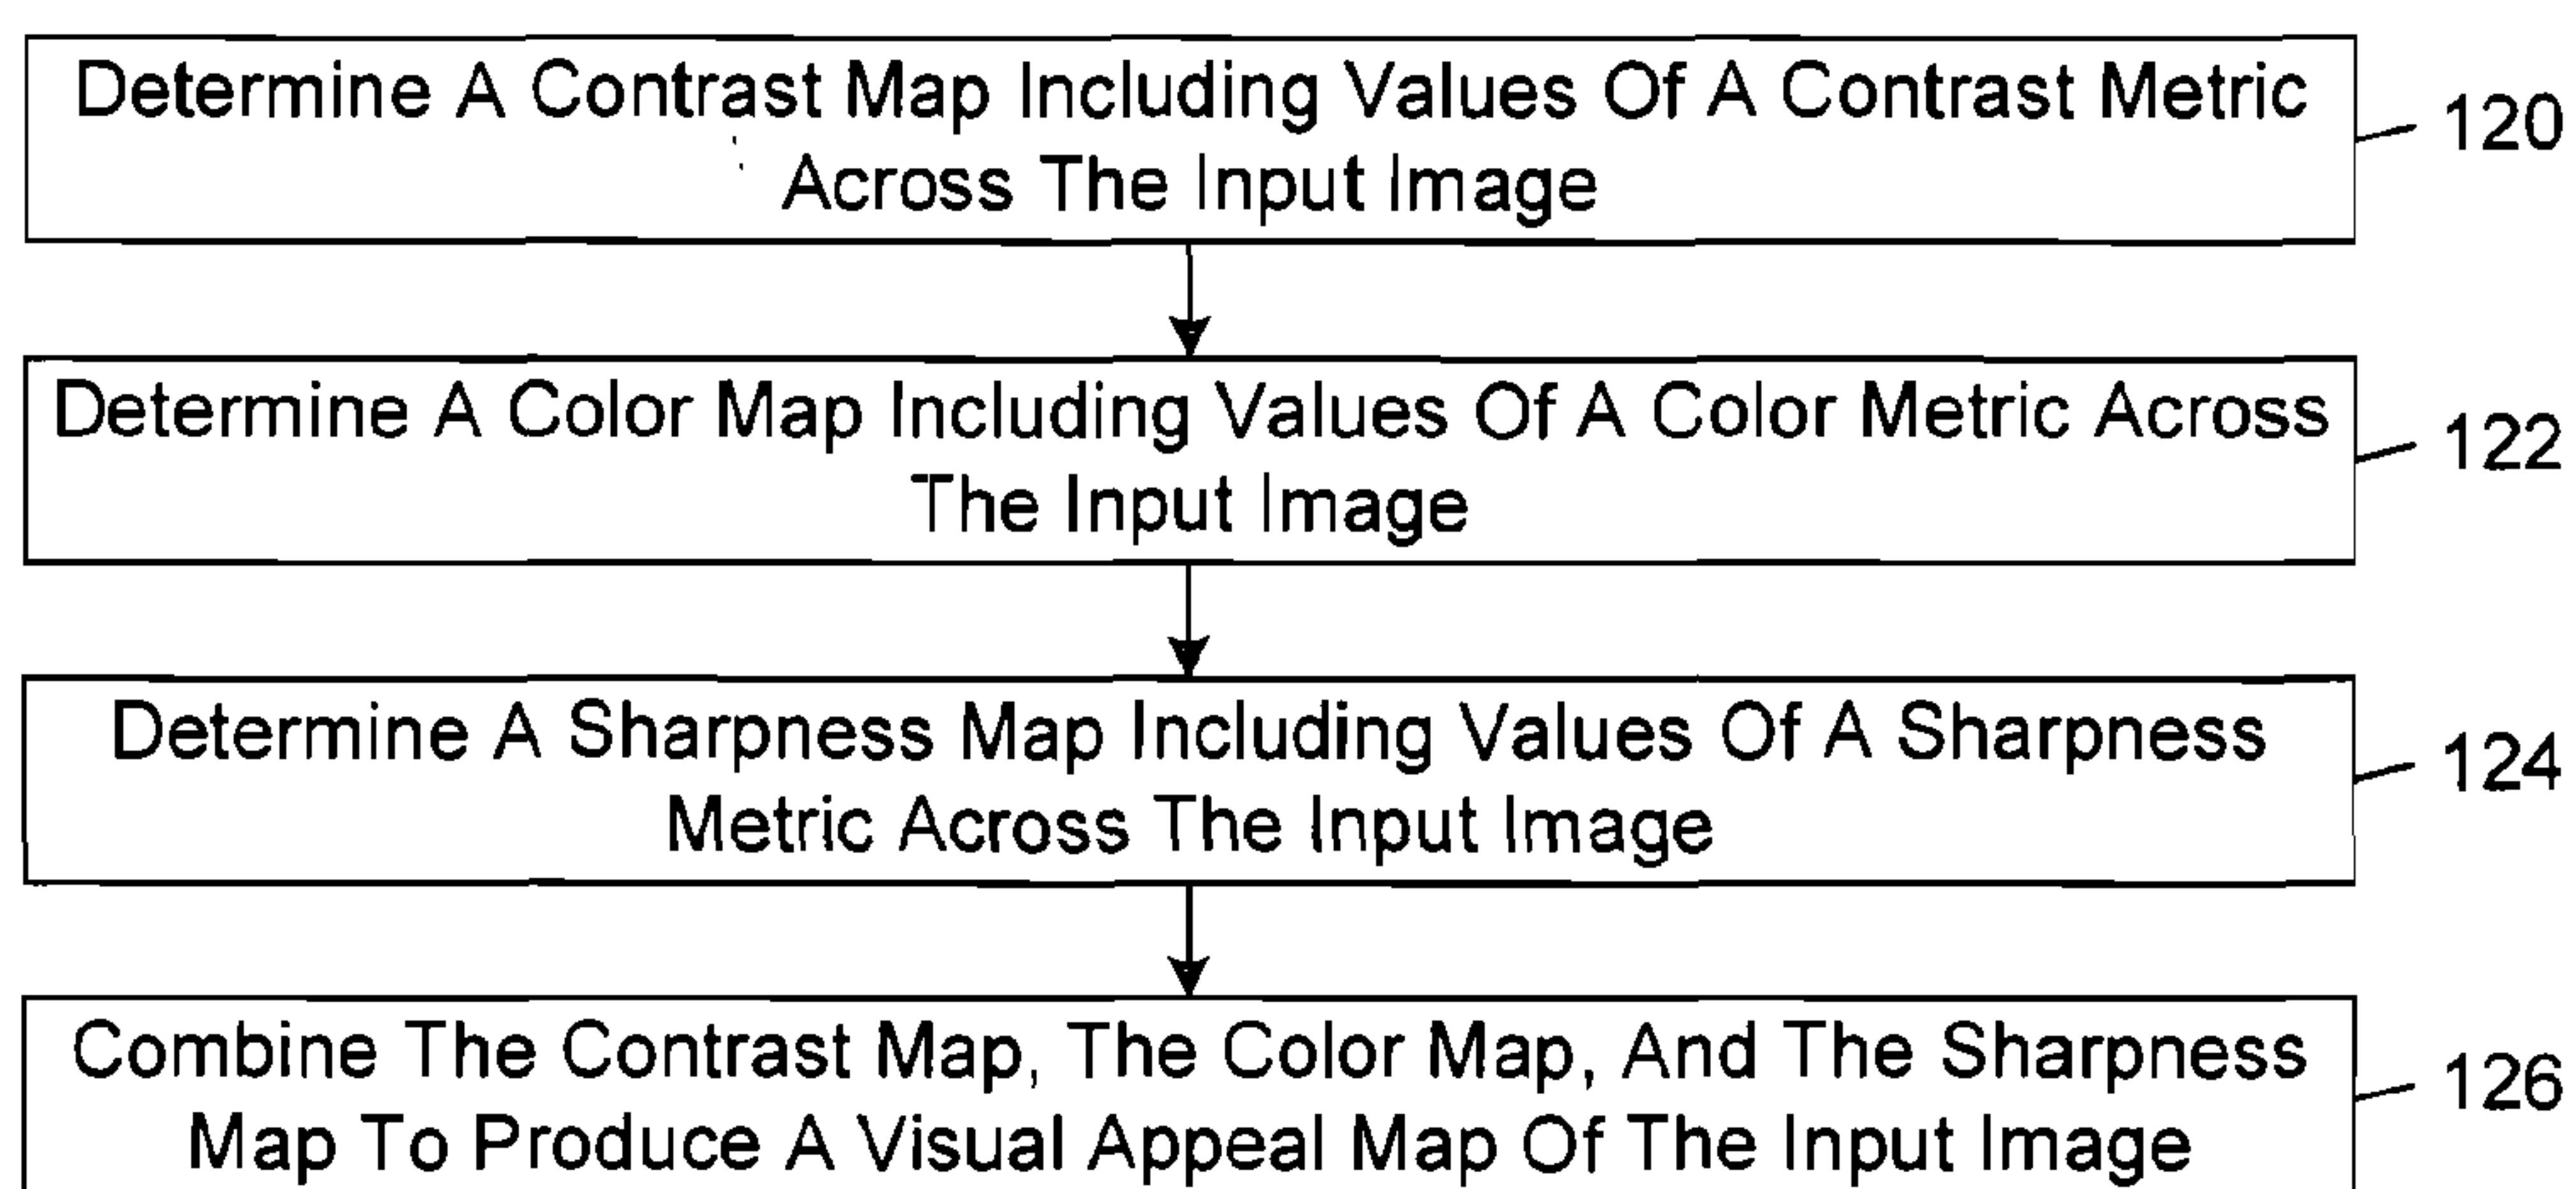 Determine A Contrast Map Including Values Of A Contrast Metric
Across The Input Image
120
Determine A Color Map Including Values Of A Color Metric Across
The Input Image
122
Determine A Sharpness Map Including Values Of A Sharpness
Metric Across The Input Image
124
Combine The Contrast Map, The Color Map, And The Sharpness
Map To Produce A Visual Appeal Map Of The Input Image
126